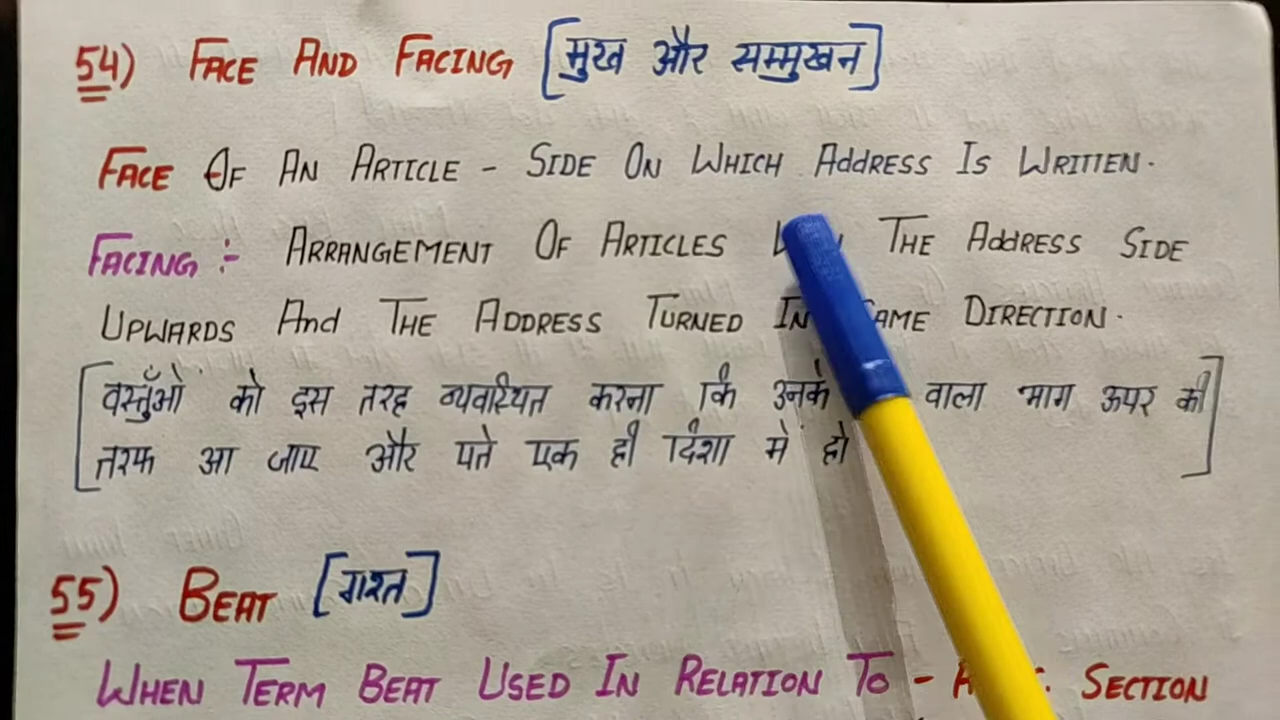 54) FACE AND FACING [मुख और सम्मुखन]
FACE OF AN ARTICLE - SIDE ON WHICH ADDRESS IS WRITTEN.
FACING :- ARRANGEMENT OF ARTICLES THE ADDRESS SIDE
UPWARDS AND THE ADDRESS TURNED IN SAME DIRECTION.
[वस्तुँओं को इस तरह व्यवस्थित करना कि उनके वाला भाग ऊपर की
तरफ आ जाए और पते एक ही दिशा में हो ]
55) BEAT [गश्त]
WHEN TERM BEAT USED IN RELATION TO - SECTION